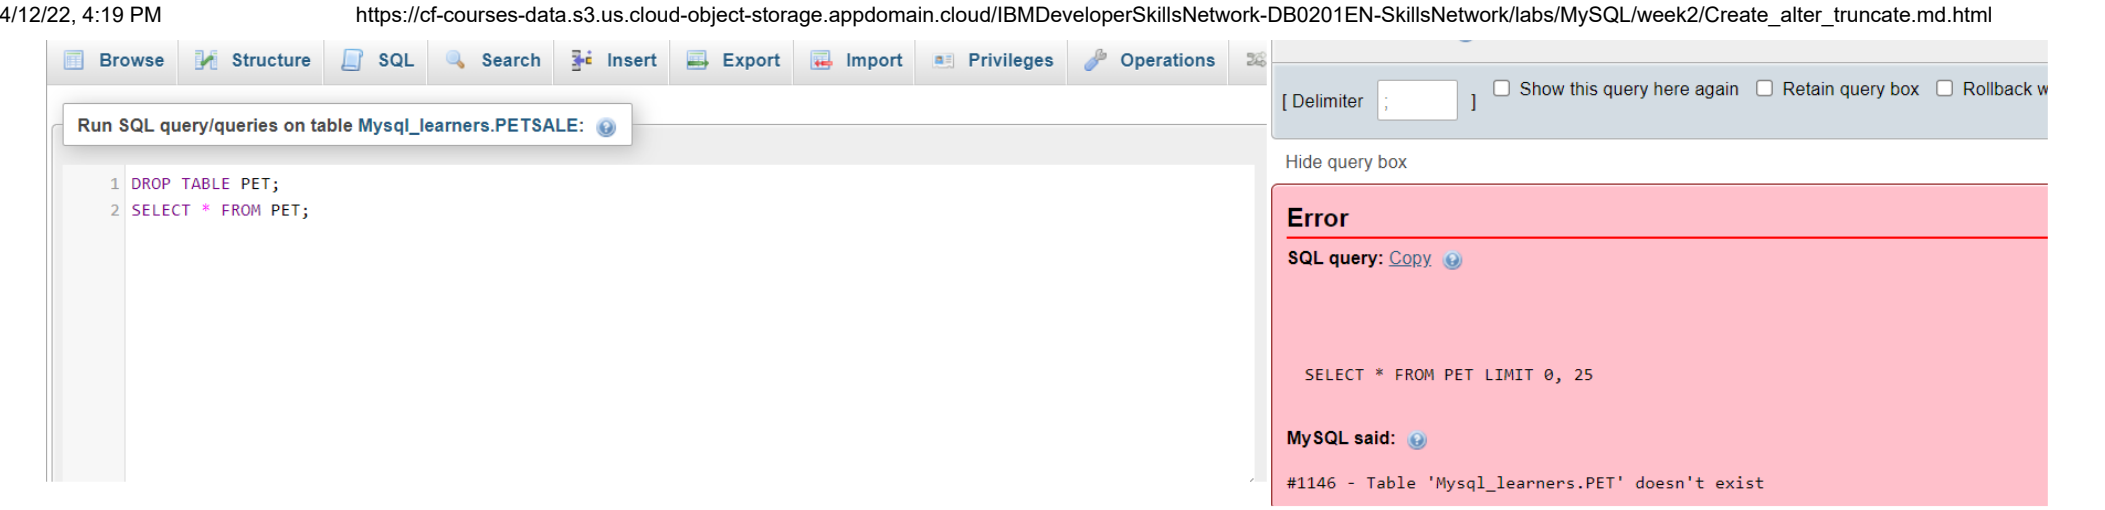 4/12/22, 4:19 PM https://cf-courses-data.s3.us.cloud-object-storage.appdomain.cloud/IBMDeveloperSkillsNetwork-DB0201EN-SkillsNetwork/labs/MySQL/week2/Create_alter_truncate.md.html
Browse Structure SQL Search Insert Export Import Privileges Operations
Run SQL query/queries on table Mysql_learners.PETSALE:
1 DROP TABLE PET;
2 SELECT * FROM PET;
[ Delimiter ; ] Show this query here again Retain query box Rollback w
Hide query box
Error
SQL query: Copy
SELECT * FROM PET LIMIT 0, 25
MySQL said:
#1146 - Table 'Mysql_learners.PET' doesn't exist